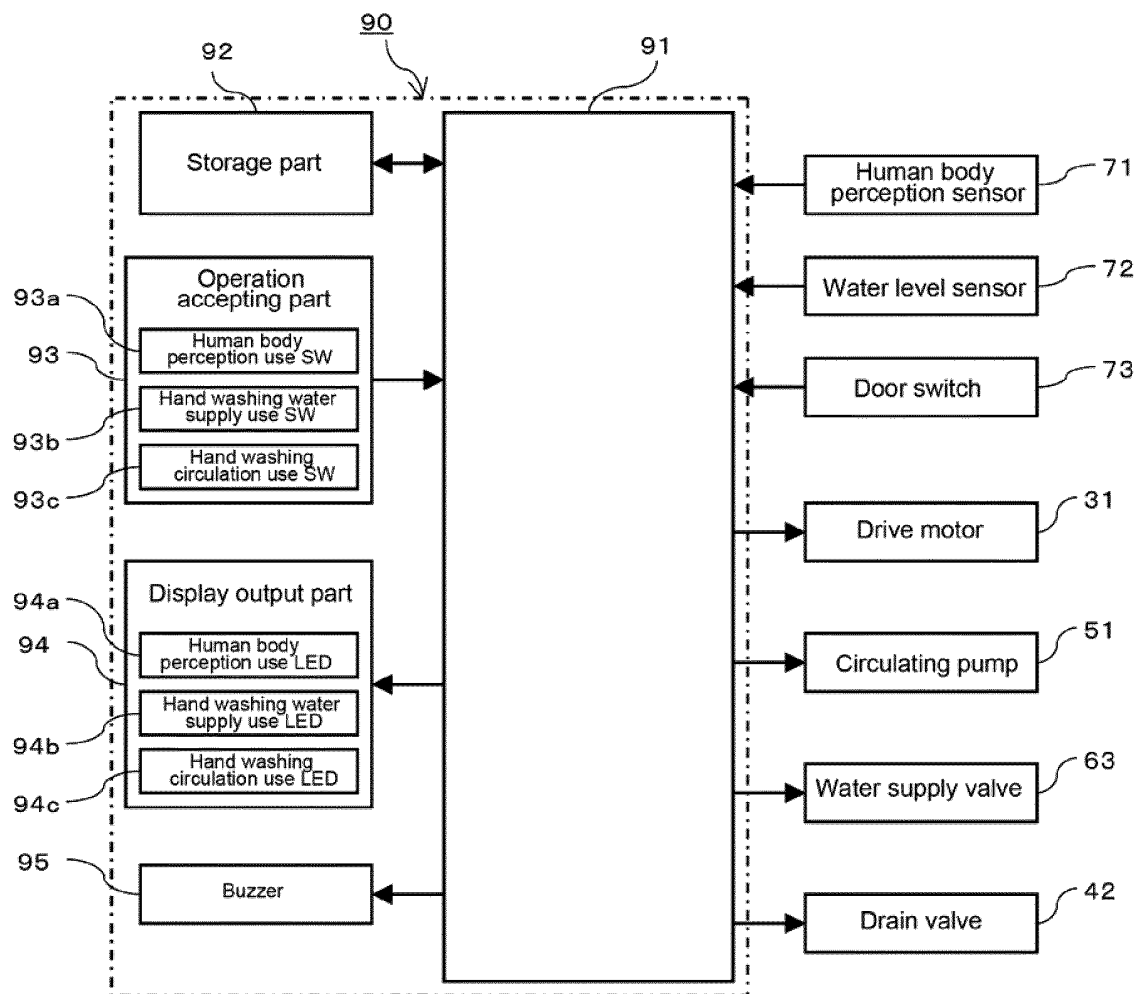 90
92
91
Storage part
Human body
perception sensor
71
Operation
accepting part
Water level sensor
72
93a
Human body
perception use SW
93
Door switch
73
Hand washing water
supply use SW
93b
Hand washing
circulation use SW
93c
Drive motor
31
Display output part
94a
Human body
perception use LED
94
Circulating pump
51
Hand washing water
supply use LED
94b
Hand washing
circulation use LED
94c
Water supply valve
63
95
Buzzer
Drain valve
42